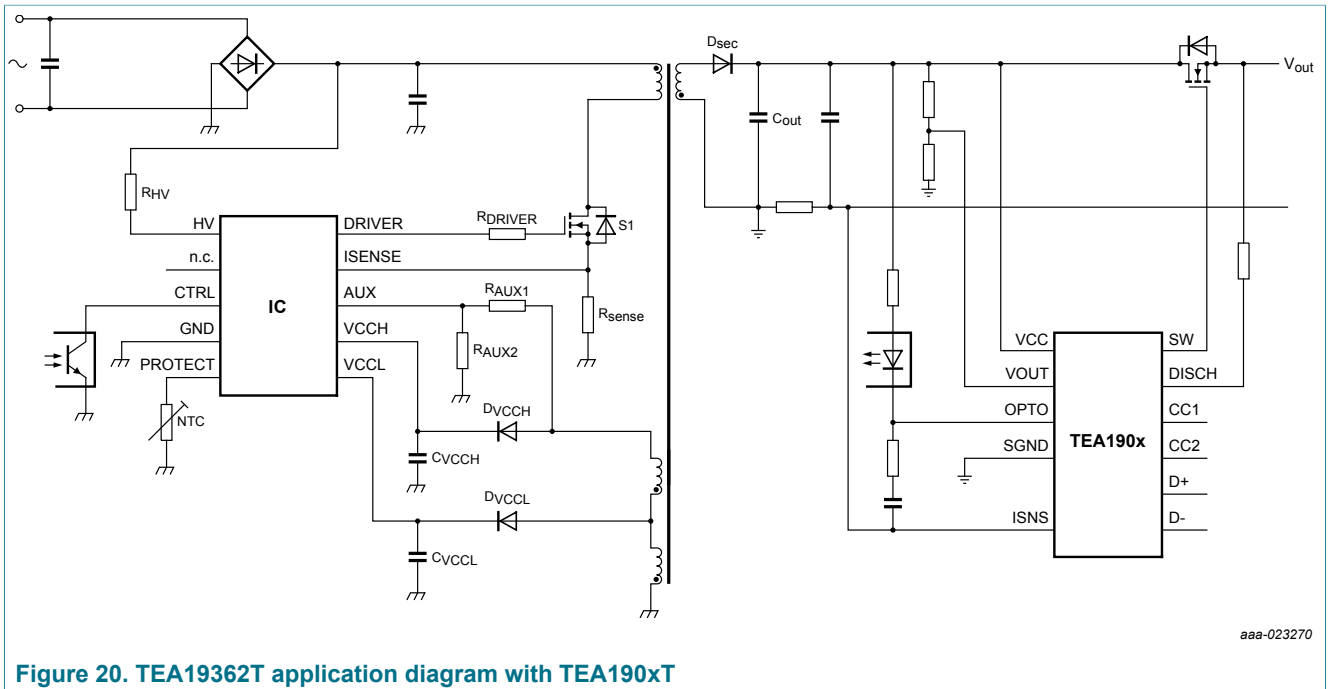 Dsec
Vout
Cout
RHV
HV
DRIVER
RDRIVER
S1
n.c.
ISENSE
CTRL
IC
AUX
RAUX1
Rsense
GND
VCCH
RAUX2
PROTECT
VCCL
NTC
DVCCH
CVCCH
DVCCL
CVCCL
VCC
SW
VOUT
DISCH
OPTO
TEA190x
CC1
SGND
CC2
D+
ISNS
D-
aaa-023270
Figure 20. TEA19362T application diagram with TEA190xT